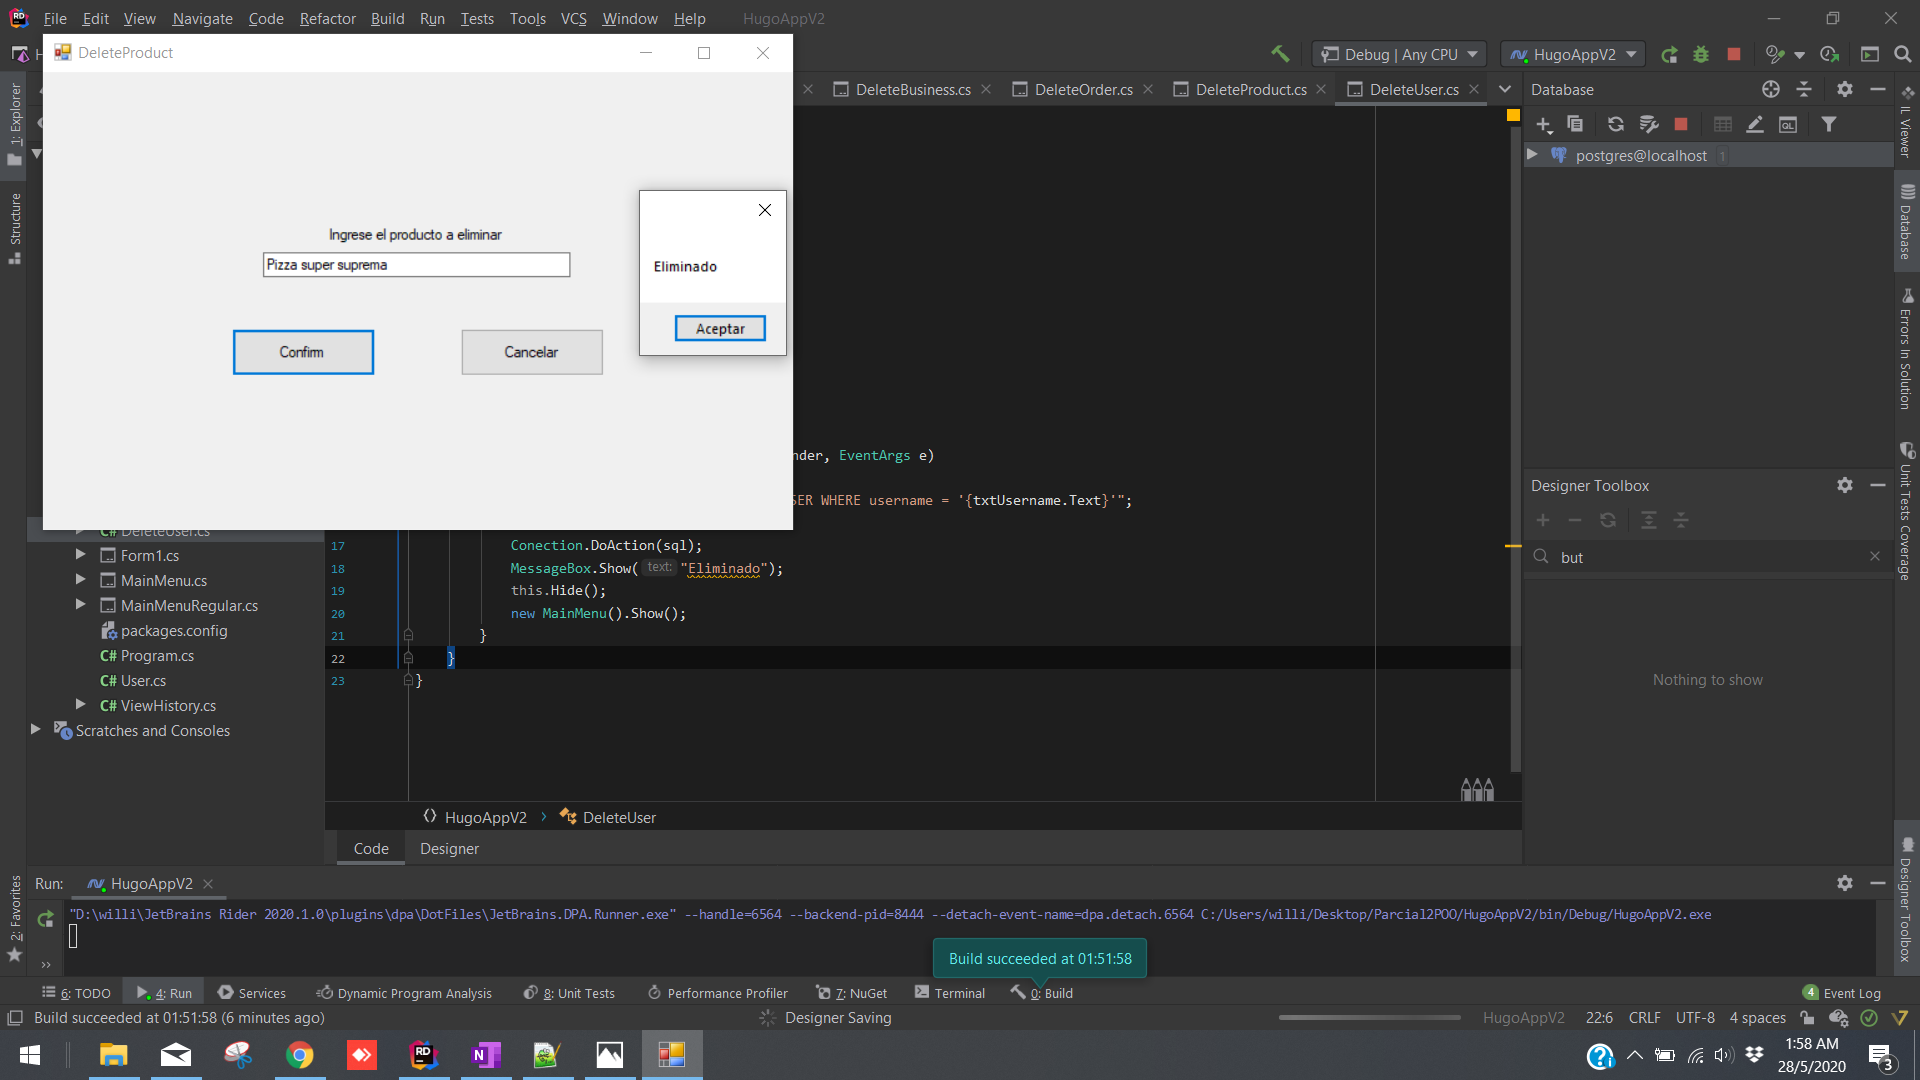 File Edit View Navigate Code Refactor Build Run Tests Tools VCS Window Help HugoAppV2
DeleteProduct
Debug | Any CPU
HugoAppV2
DeleteBusiness.cs
DeleteOrder.cs
DeleteProduct.cs
DeleteUser.cs
Database
postgres@localhost 1
1: Explorer
Structure
2: Favorites
Ingrese el producto a eliminar
Pizza super suprema
Confirm
Cancelar
Eliminado
Aceptar
nder, EventArgs e)
SER WHERE username = '{txtUsername.Text}'";
17 Conection.DoAction(sql);
18 MessageBox.Show( text: "Eliminado");
19 this.Hide();
20 new MainMenu().Show();
21 }
22 }
23 }
C# DeleteUser.cs
Form1.cs
MainMenu.cs
MainMenuRegular.cs
packages.config
C# Program.cs
C# User.cs
C# ViewHistory.cs
Scratches and Consoles
Designer Toolbox
but
Nothing to show
IL Viewer
Database
Errors In Solution
Unit Tests Coverage
Designer Toolbox
HugoAppV2 › DeleteUser
Code
Designer
Run: HugoAppV2
"D:\willi\JetBrains Rider 2020.1.0\plugins\dpa\DotFiles\JetBrains.DPA.Runner.exe" --handle=6564 --backend-pid=8444 --detach-event-name=dpa.detach.6564 C:/Users/willi/Desktop/Parcial2POO/HugoAppV2/bin/Debug/HugoAppV2.exe
Build succeeded at 01:51:58
6: TODO
4: Run
Services
Dynamic Program Analysis
8: Unit Tests
Performance Profiler
7: NuGet
Terminal
0: Build
4 Event Log
Build succeeded at 01:51:58 (6 minutes ago)
Designer Saving
HugoAppV2
22:6 CRLF UTF-8 4 spaces
1:58 AM
28/5/2020
3